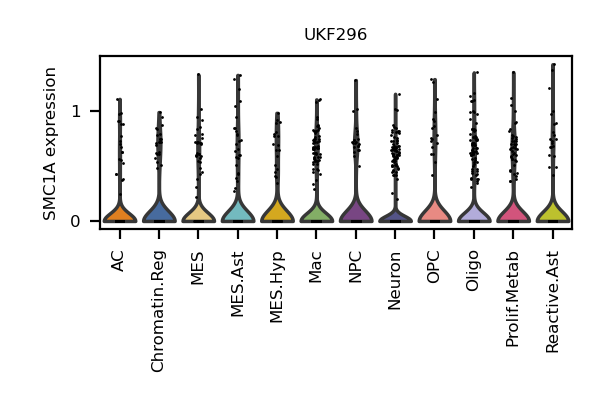 UKF296
SMC1A expression
1
0
AC
Chromatin.Reg
MES
MES.Ast
MES.Hyp
Mac
NPC
Neuron
OPC
Oligo
Prolif.Metab
Reactive.Ast